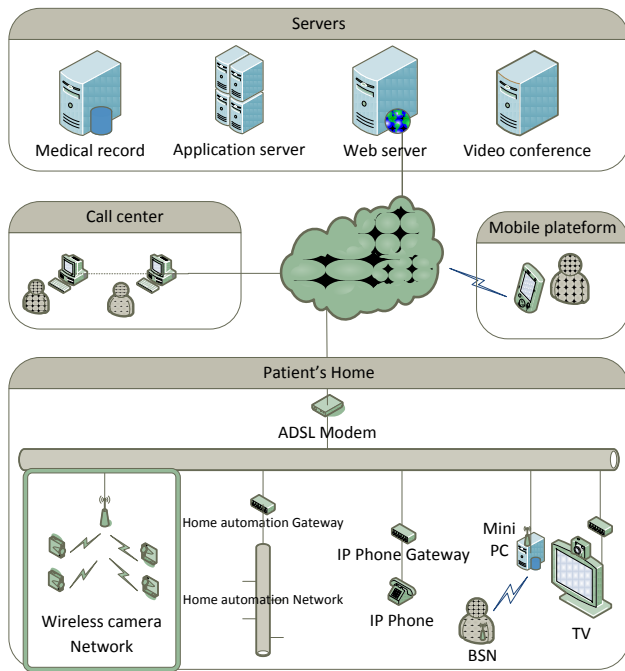 Servers
Medical record
Application server
Web server
Video conference
Call center
Mobile plateform
Patient's Home
ADSL Modem
Home automation Gateway
Home automation Network
IP Phone Gateway
IP Phone
Mini
PC
BSN
TV
Wireless camera
Network